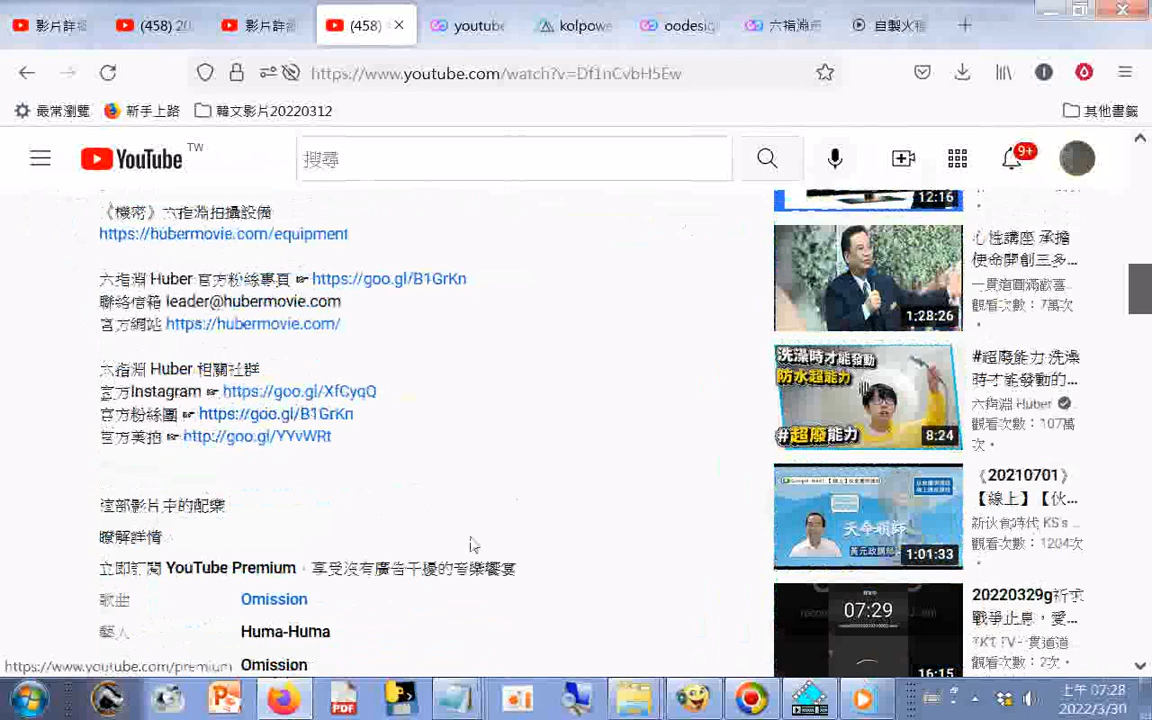 影片詳
(458) 20
影片詳
(458)
youtube
kolpowe
oodesig
六指淵
自製火
https://www.youtube.com/watch?v=Df1nCvbH5Ew
最常瀏覽
新手上路
韓文影片20220312
其他書籤
YouTube TW
搜尋
9+
《機密》六指淵拍攝設備
https://hubermovie.com/equipment
六指淵 Huber 官方粉絲專頁 ☞ https://goo.gl/B1GrKn
聯絡信箱 leader@hubermovie.com
官方網站 https://hubermovie.com/
六指淵 Huber 相關社群
官方Instagram ☞ https://goo.gl/XfCyqQ
官方粉絲團 ☞ https://goo.gl/B1GrKn
官方美拍 ☞ http://goo.gl/YYvWRt
這部影片中的配樂
瞭解詳情
立即訂閱 YouTube Premium，享受沒有廣告干擾的音樂饗宴
歌曲 Omission
藝人 Huma-Huma
Omission
https://www.youtube.com/premium
12:16
心性講座 承擔
使命開創三多...
一貫道圓滿歡喜...
觀看次數：7萬次
1:28:26
洗澡時才能發動
防水超能力
#超廢能力
8:24
#超廢能力 洗澡
時才能發動的...
六指淵 Huber
觀看次數：107萬
次
天命明師
1:01:33
《20210701》
【線上】【伙...
新伙食時代 KS's ...
觀看次數：1204次
07:29
16:15
20220329g祈求
戰爭止息，愛...
TKT TV-一貫道道...
觀看次數：2次
上午 07:28
2022/3/30